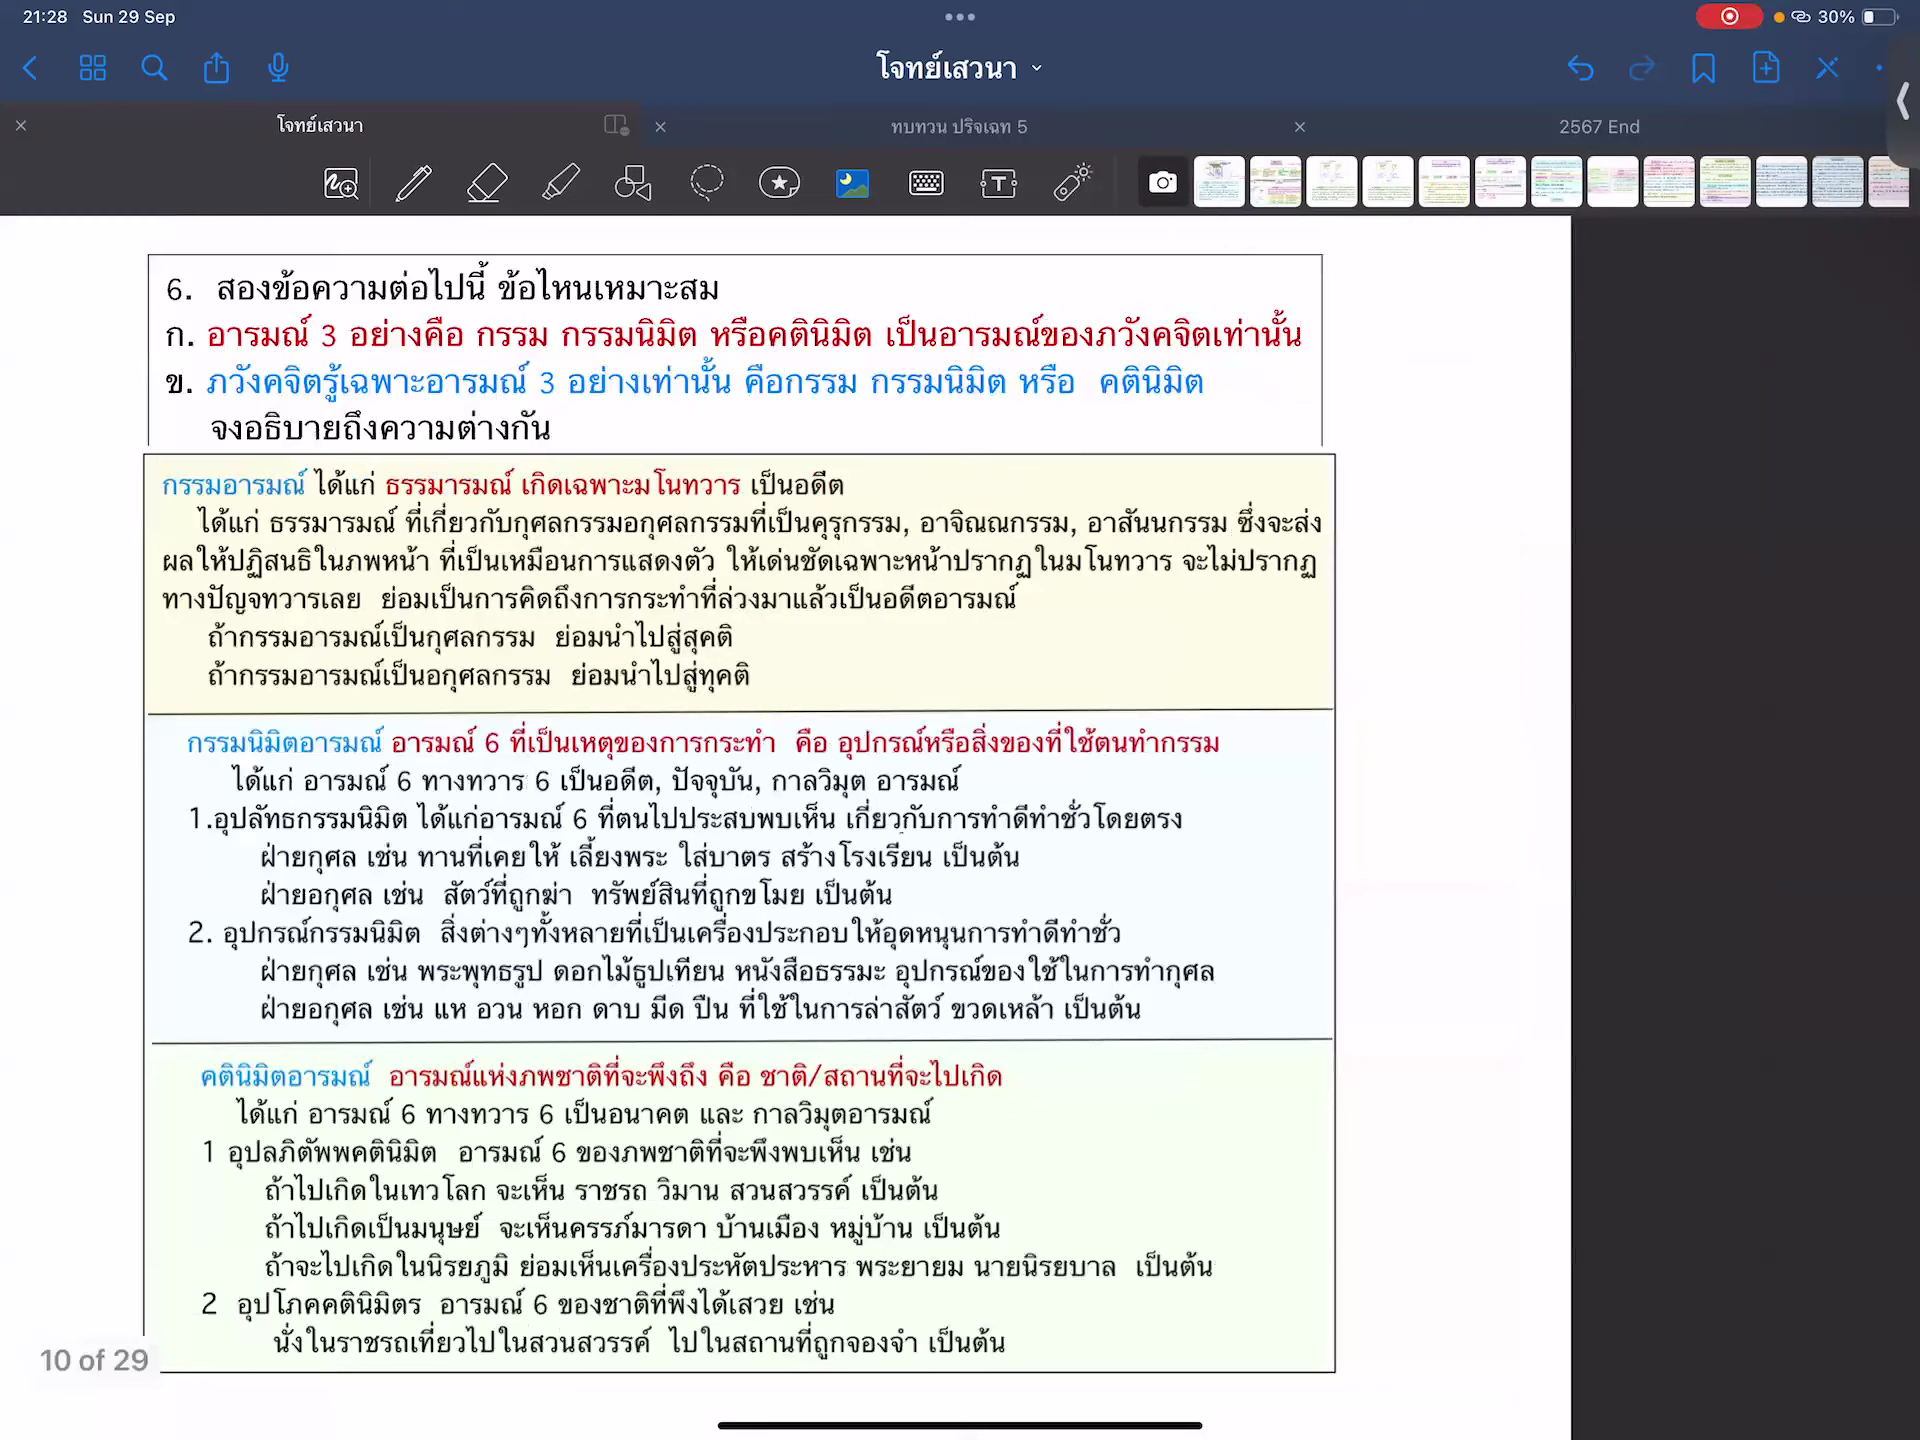 21:28 Sun 29 Sep
30%
โจทย์เสวนา
โจทย์เสวนา
ทบทวน ปริจเฉท 5
2567 End
6. สองข้อความต่อไปนี้ ข้อไหนเหมาะสม
ก. อารมณ์ 3 อย่างคือ กรรม กรรมนิมิต หรือคตินิมิต เป็นอารมณ์ของภวังคจิตเท่านั้น
ข. ภวังคจิตรู้เฉพาะอารมณ์ 3 อย่างเท่านั้น คือกรรม กรรมนิมิต หรือ คตินิมิต
จงอธิบายถึงความต่างกัน
กรรมอารมณ์ ได้แก่ ธรรมารมณ์ เกิดเฉพาะมโนทวาร เป็นอดีต
ได้แก่ ธรรมารมณ์ ที่เกี่ยวกับกุศลกรรมอกุศลกรรมที่เป็นครุกรรม, อาจิณณกรรม, อาสันนกรรม ซึ่งจะส่ง
ผลให้ปฏิสนธิในภพหน้า ที่เป็นเหมือนการแสดงตัว ให้เด่นชัดเฉพาะหน้าปรากฏในมโนทวาร จะไม่ปรากฏ
ทางปัญจทวารเลย ย่อมเป็นการคิดถึงการกระทำที่ล่วงมาแล้วเป็นอดีตอารมณ์
ถ้ากรรมอารมณ์เป็นกุศลกรรม ย่อมนำไปสู่สุคติ
ถ้ากรรมอารมณ์เป็นอกุศลกรรม ย่อมนำไปสู่ทุคติ
กรรมนิมิตอารมณ์ อารมณ์ 6 ที่เป็นเหตุของการกระทำ คือ อุปกรณ์หรือสิ่งของที่ใช้ตนทำกรรม
ได้แก่ อารมณ์ 6 ทางทวาร 6 เป็นอดีต, ปัจจุบัน, กาลวิมุต อารมณ์
1.อุปลัทธกรรมนิมิต ได้แก่อารมณ์ 6 ที่ตนไปประสบพบเห็น เกี่ยวกับการทำดีทำชั่วโดยตรง
ฝ่ายกุศล เช่น ทานที่เคยให้ เลี้ยงพระ ใส่บาตร สร้างโรงเรียน เป็นต้น
ฝ่ายอกุศล เช่น สัตว์ที่ถูกฆ่า ทรัพย์สินที่ถูกขโมย เป็นต้น
2. อุปกรณ์กรรมนิมิต สิ่งต่างๆทั้งหลายที่เป็นเครื่องประกอบให้อุดหนุนการทำดีทำชั่ว
ฝ่ายกุศล เช่น พระพุทธรูป ดอกไม้ธูปเทียน หนังสือธรรมะ อุปกรณ์ของใช้ในการทำกุศล
ฝ่ายอกุศล เช่น แห อวน หอก ดาบ มีด ปืน ที่ใช้ในการล่าสัตว์ ขวดเหล้า เป็นต้น
คตินิมิตอารมณ์ อารมณ์แห่งภพชาติที่จะพึงถึง คือ ชาติ/สถานที่จะไปเกิด
ได้แก่ อารมณ์ 6 ทางทวาร 6 เป็นอนาคต และ กาลวิมุตอารมณ์
1 อุปลภิตัพพคตินิมิต อารมณ์ 6 ของภพชาติที่จะพึงพบเห็น เช่น
ถ้าไปเกิดในเทวโลก จะเห็น ราชรถ วิมาน สวนสวรรค์ เป็นต้น
ถ้าไปเกิดเป็นมนุษย์ จะเห็นครรภ์มารดา บ้านเมือง หมู่บ้าน เป็นต้น
ถ้าจะไปเกิดในนิรยภูมิ ย่อมเห็นเครื่องประหัตประหาร พระยายม นายนิรยบาล เป็นต้น
2 อุปโภคคตินิมิตร อารมณ์ 6 ของชาติที่พึงได้เสวย เช่น
นั่งในราชรถเที่ยวไปในสวนสวรรค์ ไปในสถานที่ถูกจองจำ เป็นต้น
10 of 29